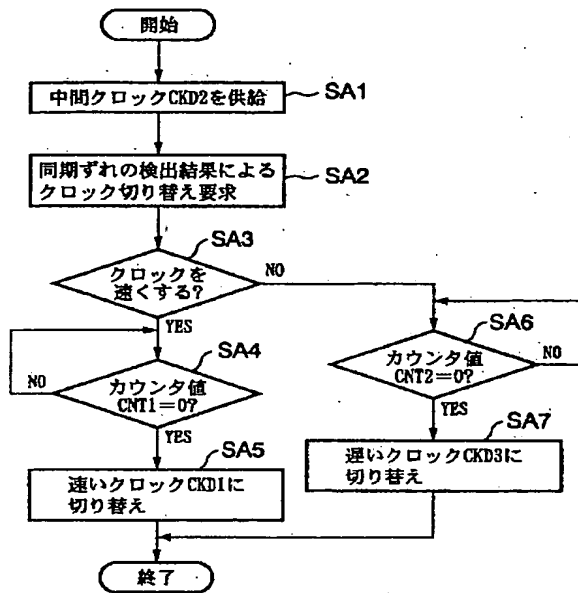 開始
中間クロックCKD2を供給
SA1
同期ずれの検出結果による
クロック切り替え要求
SA2
SA3
クロックを
速くする?
NO
YES
SA4
カウンタ値
CNT1=0?
NO
YES
SA6
カウンタ値
CNT2=0?
NO
YES
SA5
速いクロックCKD1に
切り替え
SA7
遅いクロックCKD3に
切り替え
終了